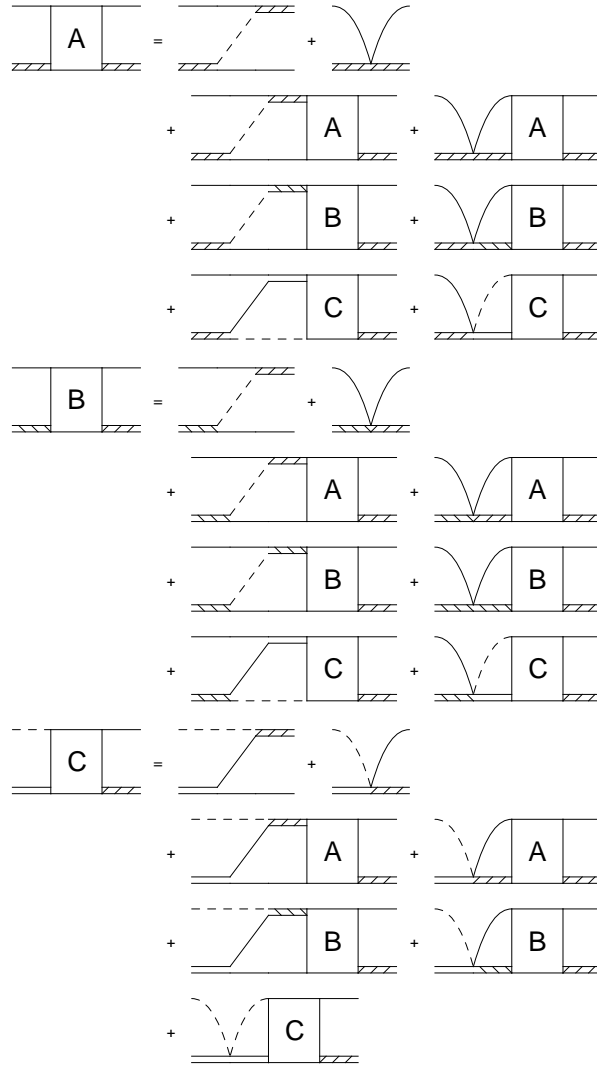 A = +
+ A + A
+ B + B
+ C + C
B = +
+ A + A
+ B + B
+ C + C
C = +
+ A + A
+ B + B
+ C